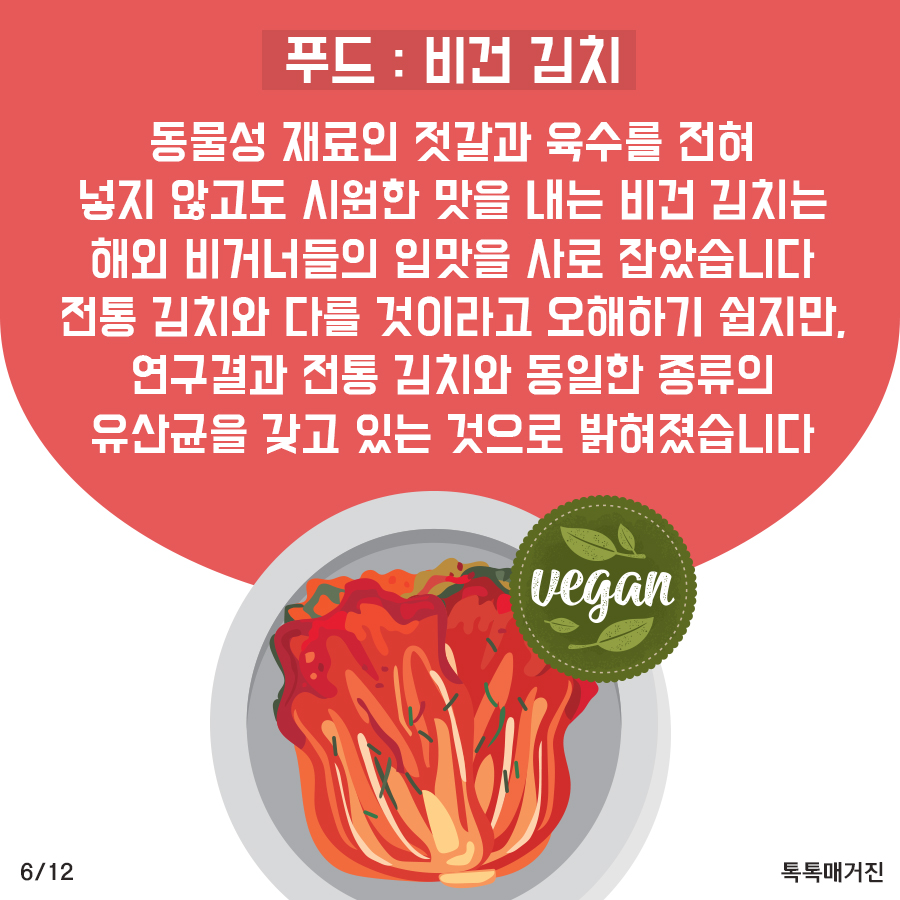 푸드 : 비건 김치
동물성 재료인 젓갈과 육수를 전혀
넣지 않고도 시원한 맛을 내는 비건 김치는
해외 비거너들의 입맛을 사로 잡았습니다
전통 김치와 다를 것이라고 오해하기 쉽지만,
연구결과 전통 김치와 동일한 종류의
유산균을 갖고 있는 것으로 밝혀졌습니다
vegan
6/12
톡톡매거진